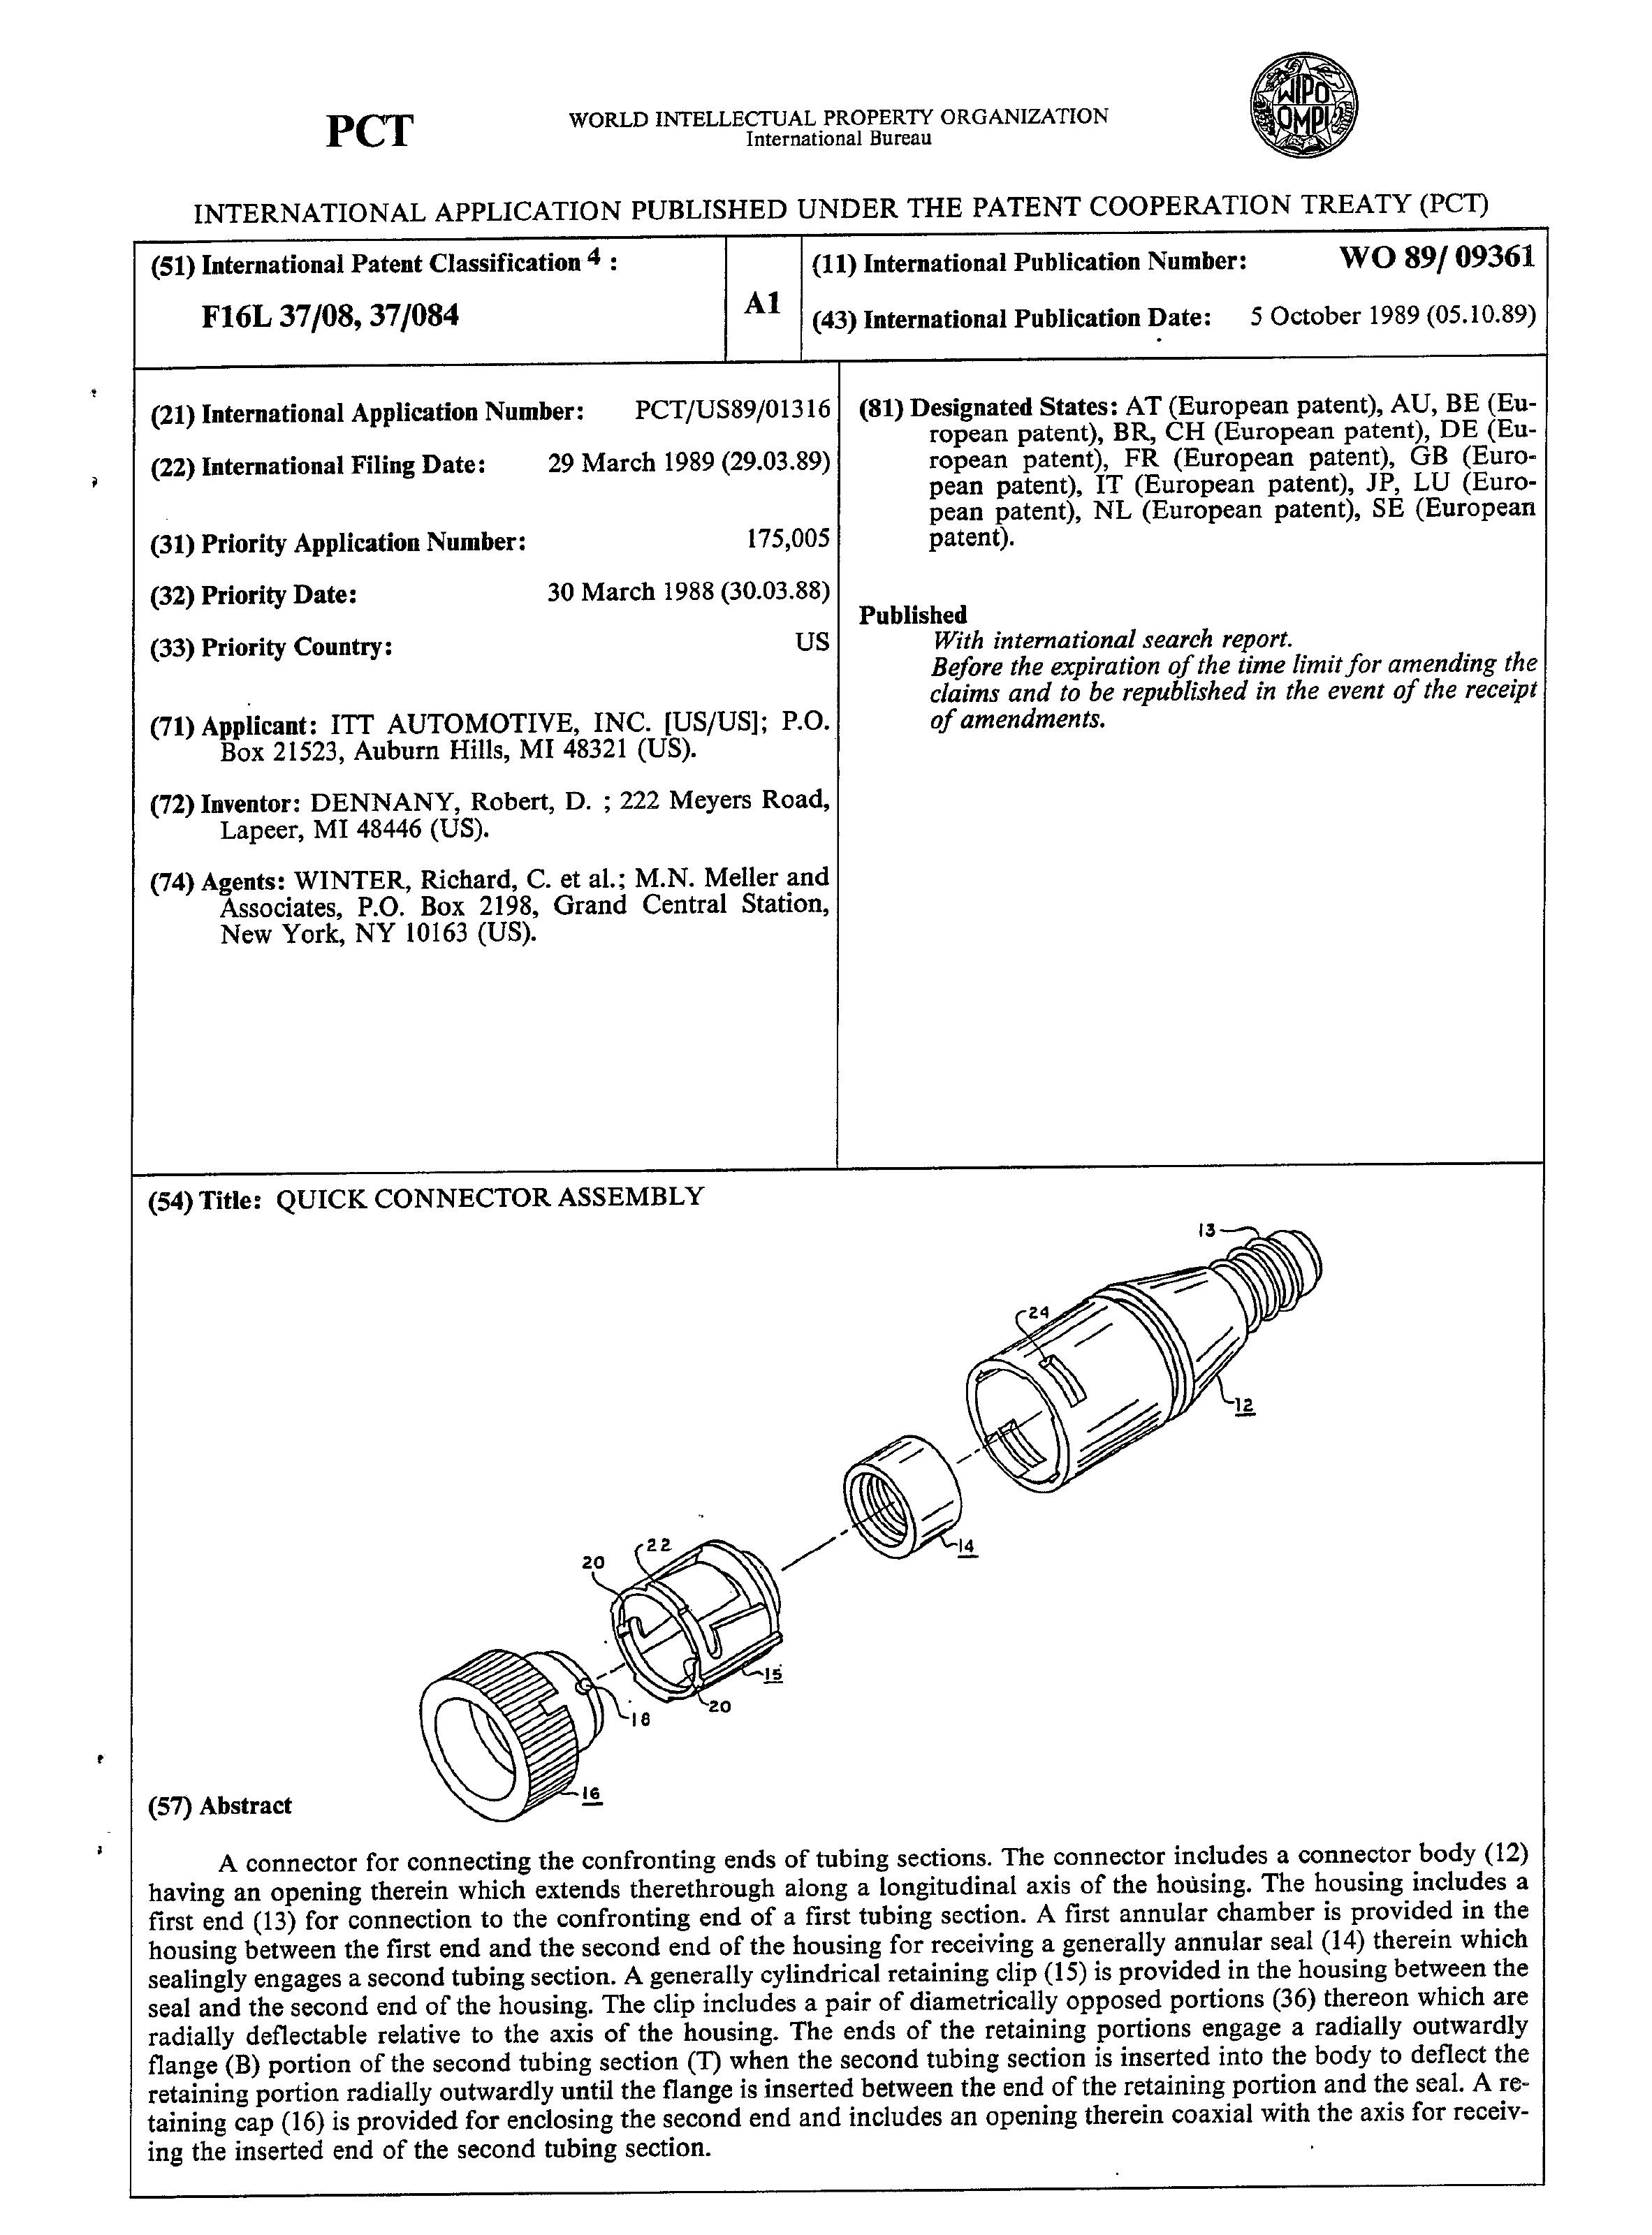 PCT
WORLD INTELLECTUAL PROPERTY ORGANIZATION
International Bureau
WIPO
OMPI
INTERNATIONAL APPLICATION PUBLISHED UNDER THE PATENT COOPERATION TREATY (PCT)
(51) International Patent Classification 4 :
F16L 37/08, 37/084
A1
(11) International Publication Number: WO 89/ 09361
(43) International Publication Date: 5 October 1989 (05.10.89)
(21) International Application Number: PCT/US89/01316
(22) International Filing Date: 29 March 1989 (29.03.89)
(31) Priority Application Number: 175,005
(32) Priority Date: 30 March 1988 (30.03.88)
(33) Priority Country: US
(71) Applicant: ITT AUTOMOTIVE, INC. [US/US]; P.O.
Box 21523, Auburn Hills, MI 48321 (US).
(72) Inventor: DENNANY, Robert, D. ; 222 Meyers Road,
Lapeer, MI 48446 (US).
(74) Agents: WINTER, Richard, C. et al.; M.N. Meller and
Associates, P.O. Box 2198, Grand Central Station,
New York, NY 10163 (US).
(81) Designated States: AT (European patent), AU, BE (Eu-
ropean patent), BR, CH (European patent), DE (Eu-
ropean patent), FR (European patent), GB (Euro-
pean patent), IT (European patent), JP, LU (Euro-
pean patent), NL (European patent), SE (European
patent).
Published
With international search report.
Before the expiration of the time limit for amending the
claims and to be republished in the event of the receipt
of amendments.
(54) Title: QUICK CONNECTOR ASSEMBLY
13
24
12
14
22
20
15
20
18
16
(57) Abstract
A connector for connecting the confronting ends of tubing sections. The connector includes a connector body (12)
having an opening therein which extends therethrough along a longitudinal axis of the housing. The housing includes a
first end (13) for connection to the confronting end of a first tubing section. A first annular chamber is provided in the
housing between the first end and the second end of the housing for receiving a generally annular seal (14) therein which
sealingly engages a second tubing section. A generally cylindrical retaining clip (15) is provided in the housing between the
seal and the second end of the housing. The clip includes a pair of diametrically opposed portions (36) thereon which are
radially deflectable relative to the axis of the housing. The ends of the retaining portions engage a radially outwardly
flange (B) portion of the second tubing section (T) when the second tubing section is inserted into the body to deflect the
retaining portion radially outwardly until the flange is inserted between the end of the retaining portion and the seal. A re-
taining cap (16) is provided for enclosing the second end and includes an opening therein coaxial with the axis for receiv-
ing the inserted end of the second tubing section.